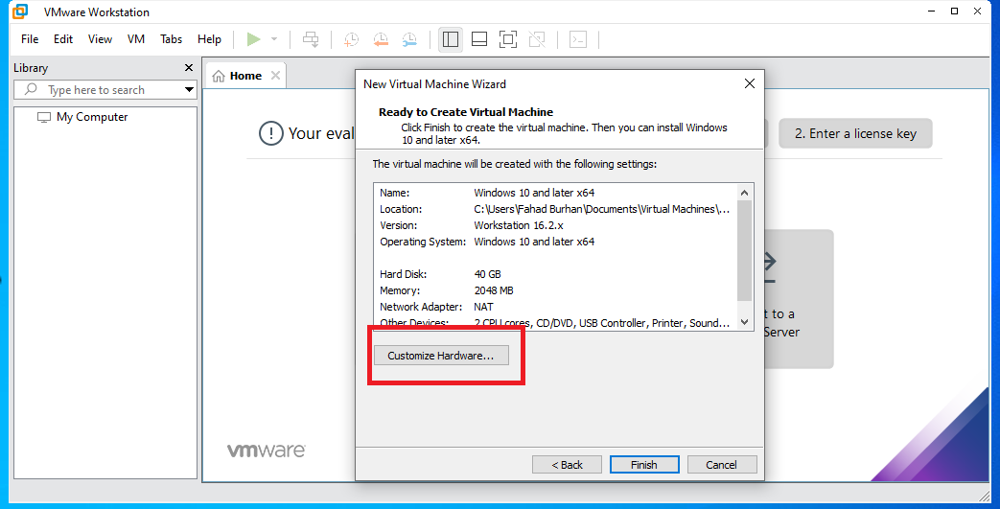 VMware Workstation
File Edit View VM Tabs Help
Library
Type here to search
My Computer
Home
Your eval
2. Enter a license key
t to a
Server
vmware
New Virtual Machine Wizard
Ready to Create Virtual Machine
Click Finish to create the virtual machine. Then you can install Windows
10 and later x64.
The virtual machine will be created with the following settings:
Name: Windows 10 and later x64
Location: C:\Users\Fahad Burhan\Documents\Virtual Machines\...
Version: Workstation 16.2.x
Operating System: Windows 10 and later x64
Hard Disk: 40 GB
Memory: 2048 MB
Network Adapter: NAT
Other Devices: 2 CPU cores, CD/DVD, USB Controller, Printer, Sound...
Customize Hardware...
< Back Finish Cancel